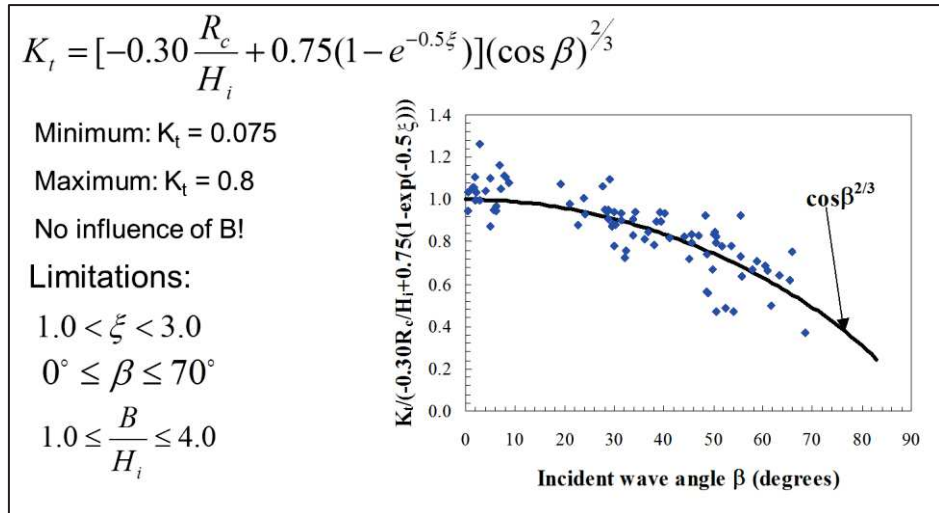 K_t = [-0.30 R_c/H_i + 0.75(1 - e^{-0.5ξ})](cos β)^{2/3}
Minimum: K_t = 0.075
Maximum: K_t = 0.8
No influence of B!
Limitations:
1.0 < ξ < 3.0
0° ≤ β ≤ 70°
1.0 ≤ B/H_i ≤ 4.0
K_t/(-0.30R_c/H_i+0.75(1-exp(-0.5ξ)))
1.4
1.2
1.0
0.8
0.6
0.4
0.2
0.0
cosβ^{2/3}
0 10 20 30 40 50 60 70 80 90
Incident wave angle β (degrees)